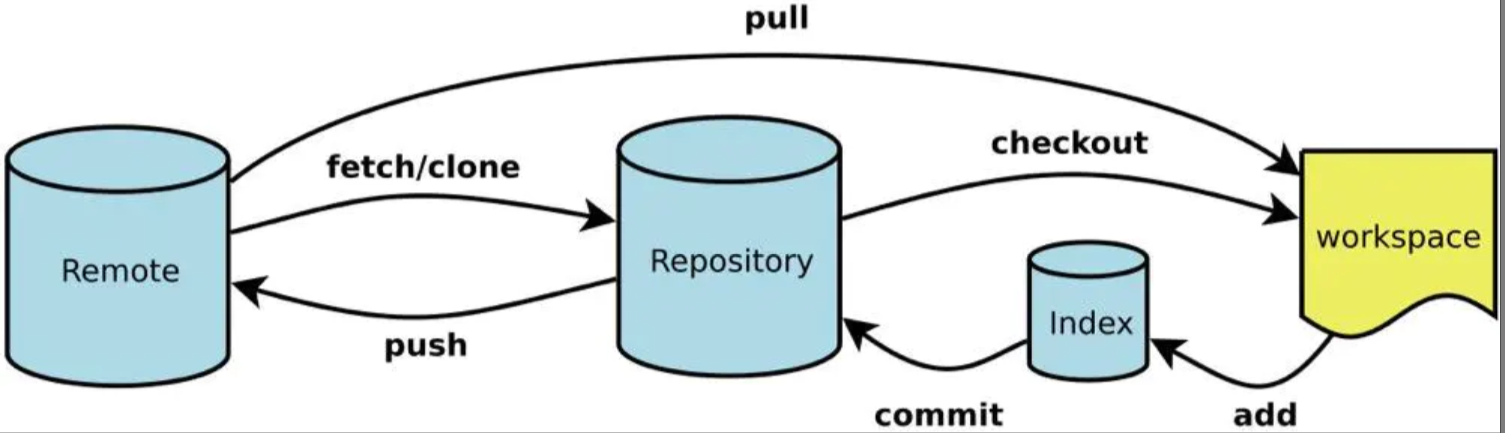 pull
fetch/clone
checkout
Remote
Repository
workspace
Index
push
commit
add